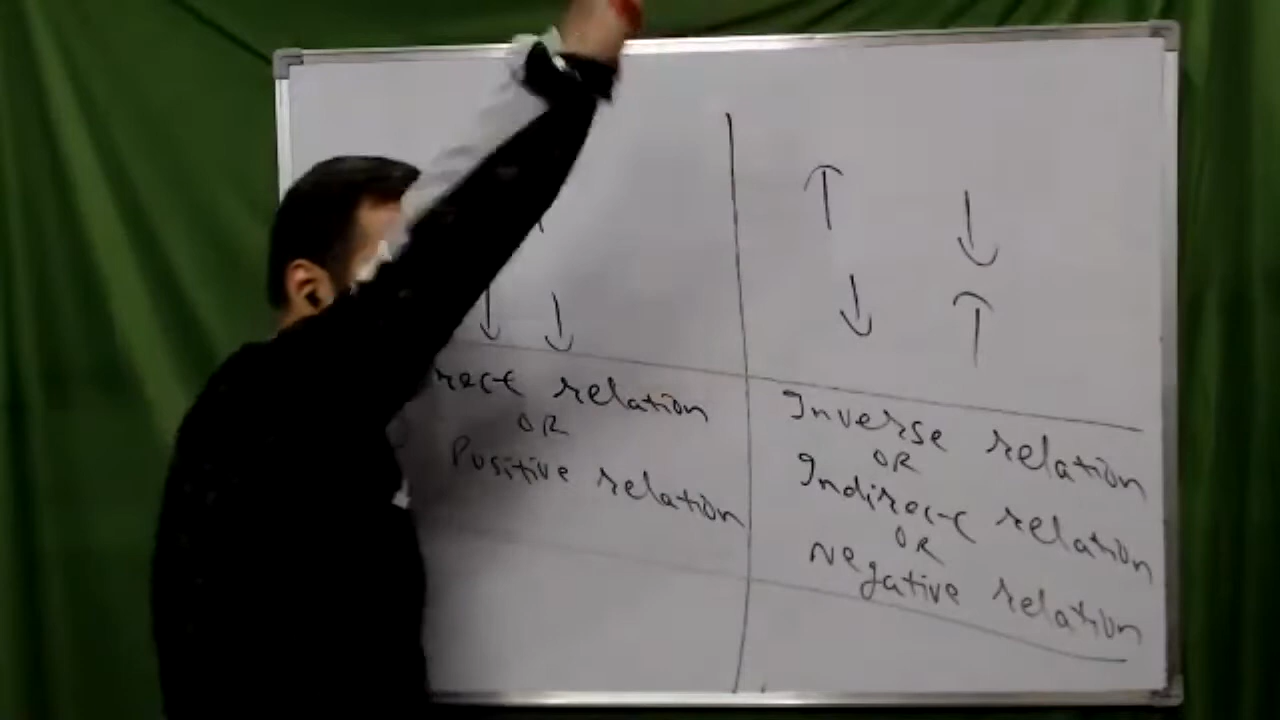 relation
OR
Positive relation
Inverse relation
OR
Indirect relation
OR
Negative relation